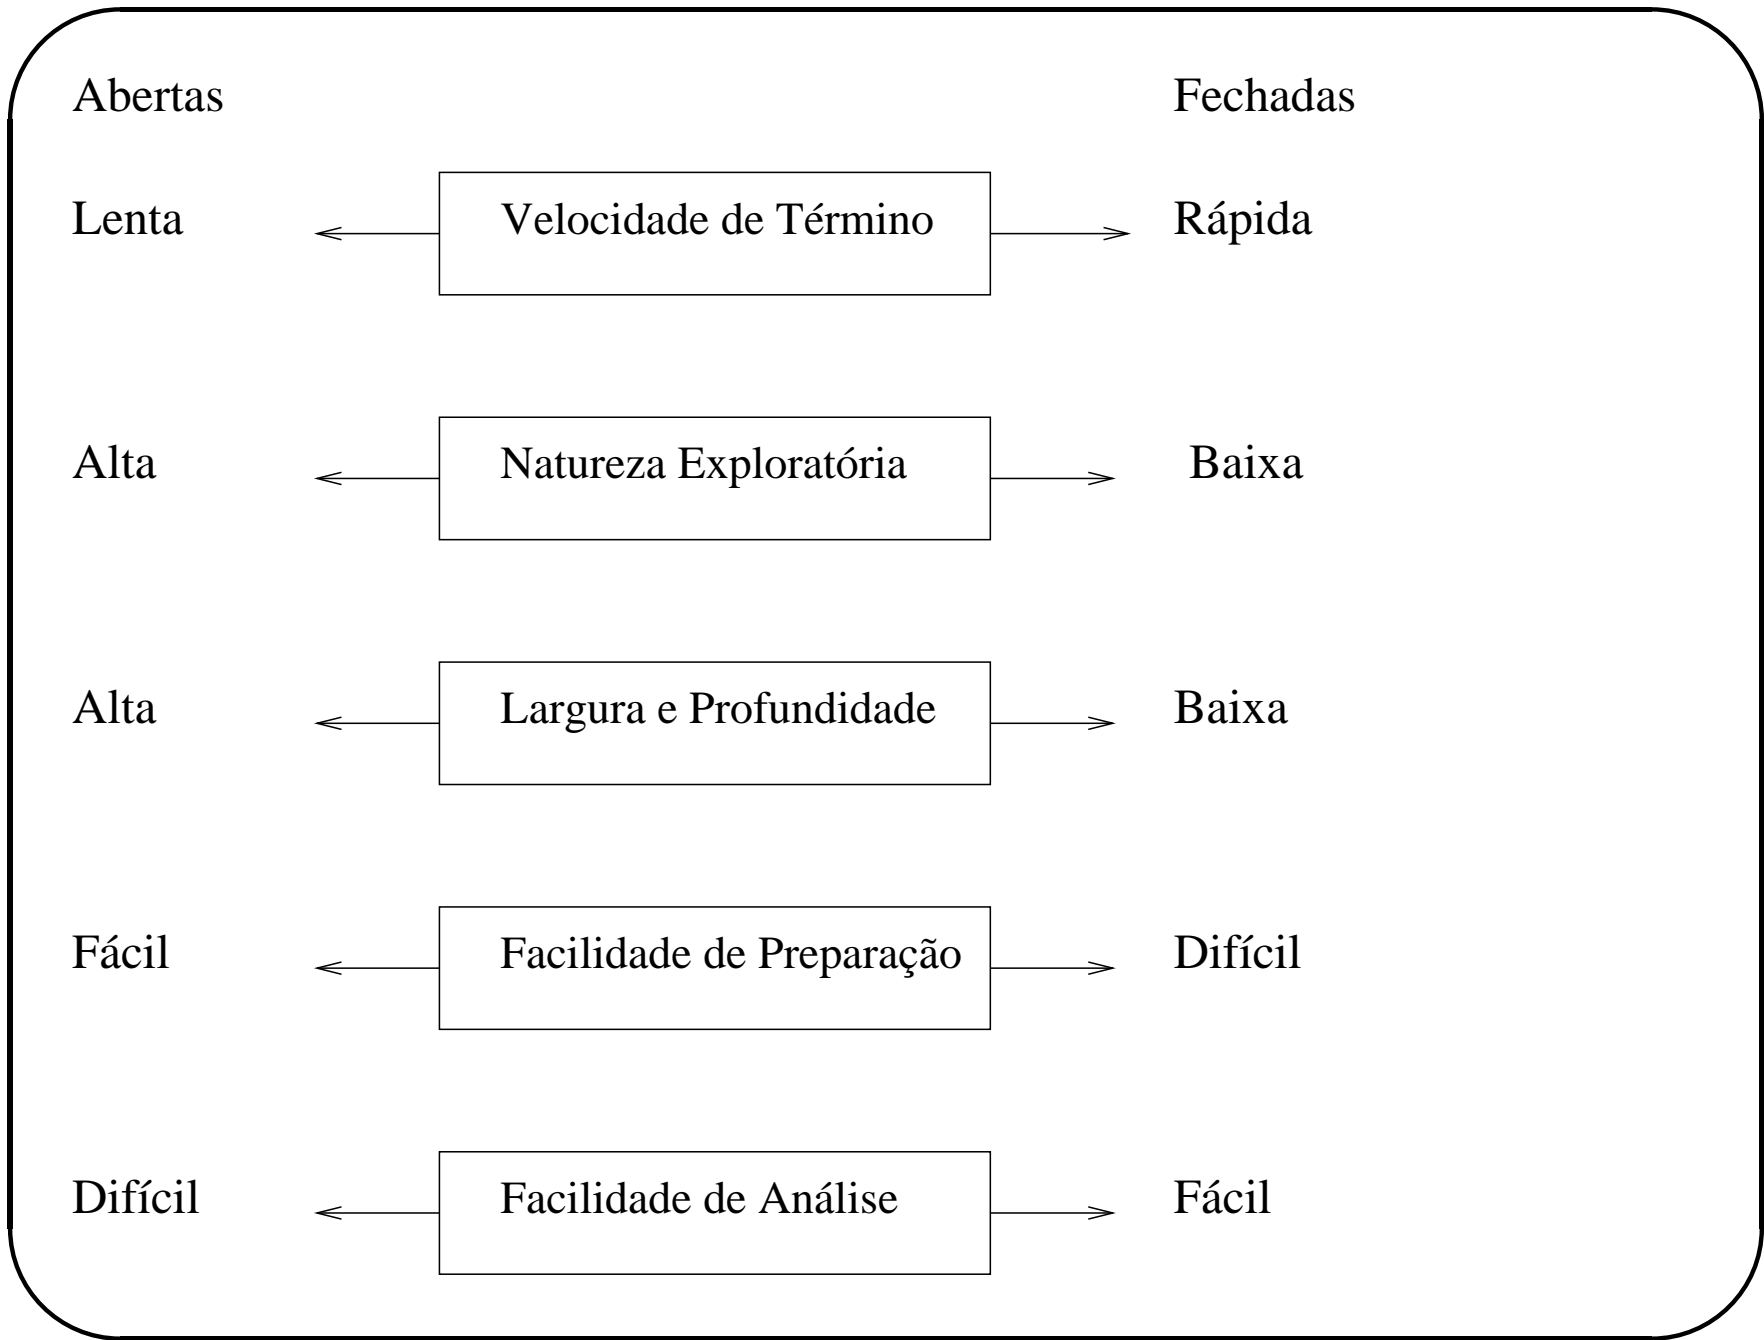 Abertas Fechadas
Lenta Velocidade de Término Rápida
Alta Natureza Exploratória Baixa
Alta Largura e Profundidade Baixa
Fácil Facilidade de Preparação Difícil
Difícil Facilidade de Análise Fácil